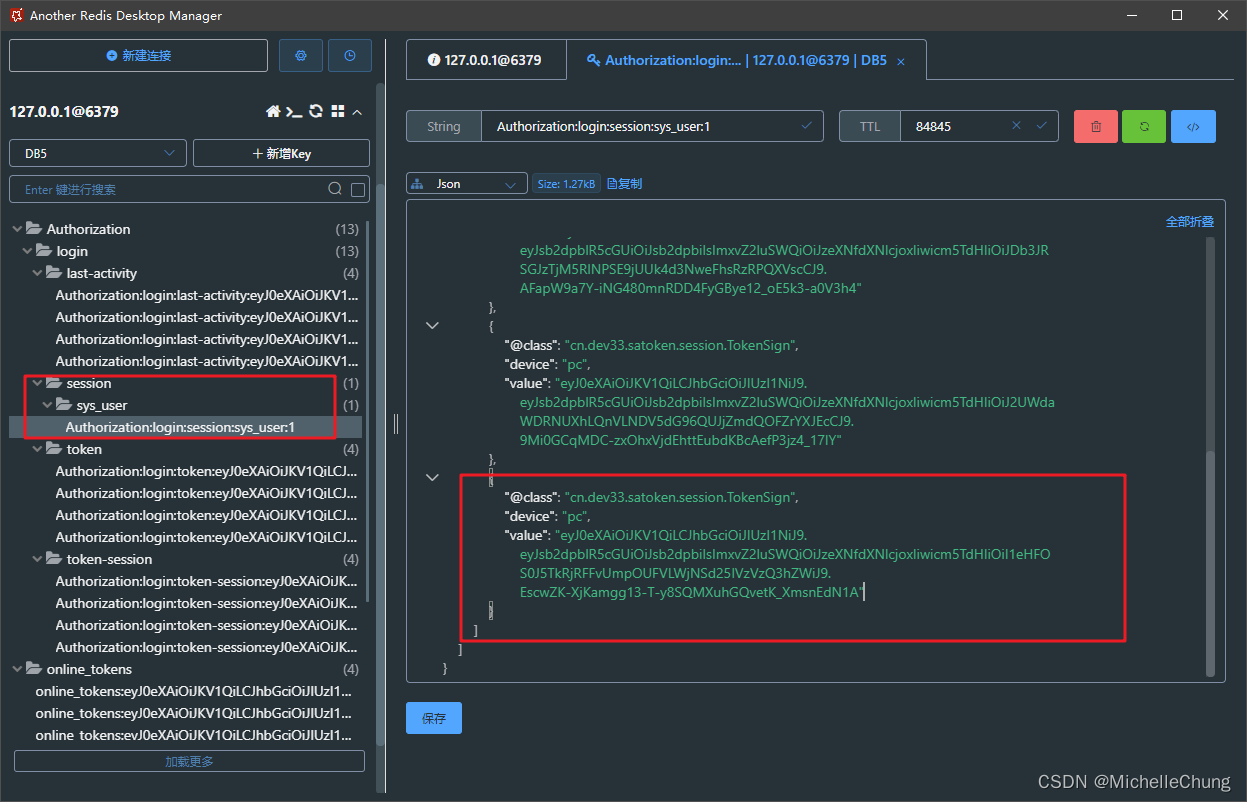 Another Redis Desktop Manager
新建连接
127.0.0.1@6379
DB5
新增Key
Enter 键进行搜索
Authorization (13)
login (13)
last-activity (4)
Authorization:login:last-activity:eyJ0eXAiOiJKV1...
Authorization:login:last-activity:eyJ0eXAiOiJKV1...
Authorization:login:last-activity:eyJ0eXAiOiJKV1...
Authorization:login:last-activity:eyJ0eXAiOiJKV1...
session (1)
sys_user (1)
Authorization:login:session:sys_user:1
token (4)
Authorization:login:token:eyJ0eXAiOiJKV1QiLCJ...
Authorization:login:token:eyJ0eXAiOiJKV1QiLCJ...
Authorization:login:token:eyJ0eXAiOiJKV1QiLCJ...
Authorization:login:token:eyJ0eXAiOiJKV1QiLCJ...
token-session (4)
Authorization:login:token-session:eyJ0eXAiOiJK...
Authorization:login:token-session:eyJ0eXAiOiJK...
Authorization:login:token-session:eyJ0eXAiOiJK...
Authorization:login:token-session:eyJ0eXAiOiJK...
online_tokens (4)
online_tokens:eyJ0eXAiOiJKV1QiLCJhbGciOiJIUzI1...
online_tokens:eyJ0eXAiOiJKV1QiLCJhbGciOiJIUzI1...
online_tokens:eyJ0eXAiOiJKV1QiLCJhbGciOiJIUzI1...
加载更多
127.0.0.1@6379
Authorization:login:... | 127.0.0.1@6379 | DB5
String Authorization:login:session:sys_user:1 TTL 84845
Json Size: 1.27kB 复制
全部折叠
eyJsb2dpblR5cGUiOiJsb2dpbiIsImxvZ2luSWQiOiJzeXNfdXNlcjoxIiwicm5TdHIiOiJDb3JR
SGJzTjM5RINPSE9jUUk4d3NweFhsRzRPQXVscCJ9.
AFapW9a7Y-iNG480mnRDD4FyGBye12_oE5k3-a0V3h4"
},
{
"@class": "cn.dev33.satoken.session.TokenSign",
"device": "pc",
"value": "eyJ0eXAiOiJKV1QiLCJhbGciOiJIUzI1NiJ9.
eyJsb2dpblR5cGUiOiJsb2dpbiIsImxvZ2luSWQiOiJzeXNfdXNlcjoxIiwicm5TdHIiOiJ2UWda
WDRNUXhLQnVLNDV5dG96QUJjZmdQOFZrYXJEcCJ9.
9Mi0GCqMDC-zxOhxVjdEhttEubdKBcAefP3jz4_17lY"
},
{
"@class": "cn.dev33.satoken.session.TokenSign",
"device": "pc",
"value": "eyJ0eXAiOiJKV1QiLCJhbGciOiJIUzI1NiJ9.
eyJsb2dpblR5cGUiOiJsb2dpbiIsImxvZ2luSWQiOiJzeXNfdXNlcjoxIiwicm5TdHIiOiI1eHFO
S0J5TkRjRFFvUmpOUFVLWjNSd25IVzVzQ3hZWiJ9.
EscwZK-XjKamgg13-T-y8SQMXuhGQvetK_XmsnEdN1A"
}
]
]
}
保存
CSDN @MichelleChung